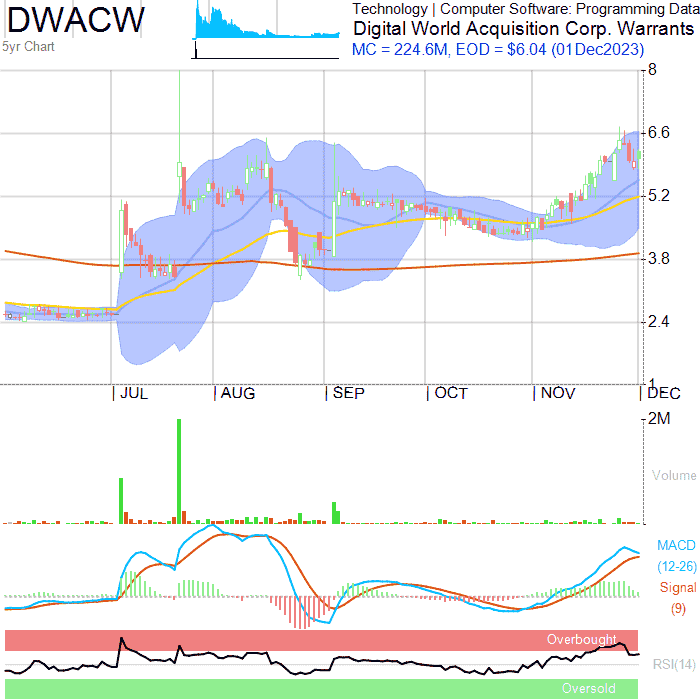 DWACW
5yr Chart
Technology | Computer Software: Programming Data
Digital World Acquisition Corp. Warrants
MC = 224.6M, EOD = $6.04 (01Dec2023)
8
6.6
5.2
3.8
2.4
1
JUL AUG SEP OCT NOV DEC
2M
Volume
MACD
(12-26)
Signal
(9)
Overbought
RSI(14)
Oversold